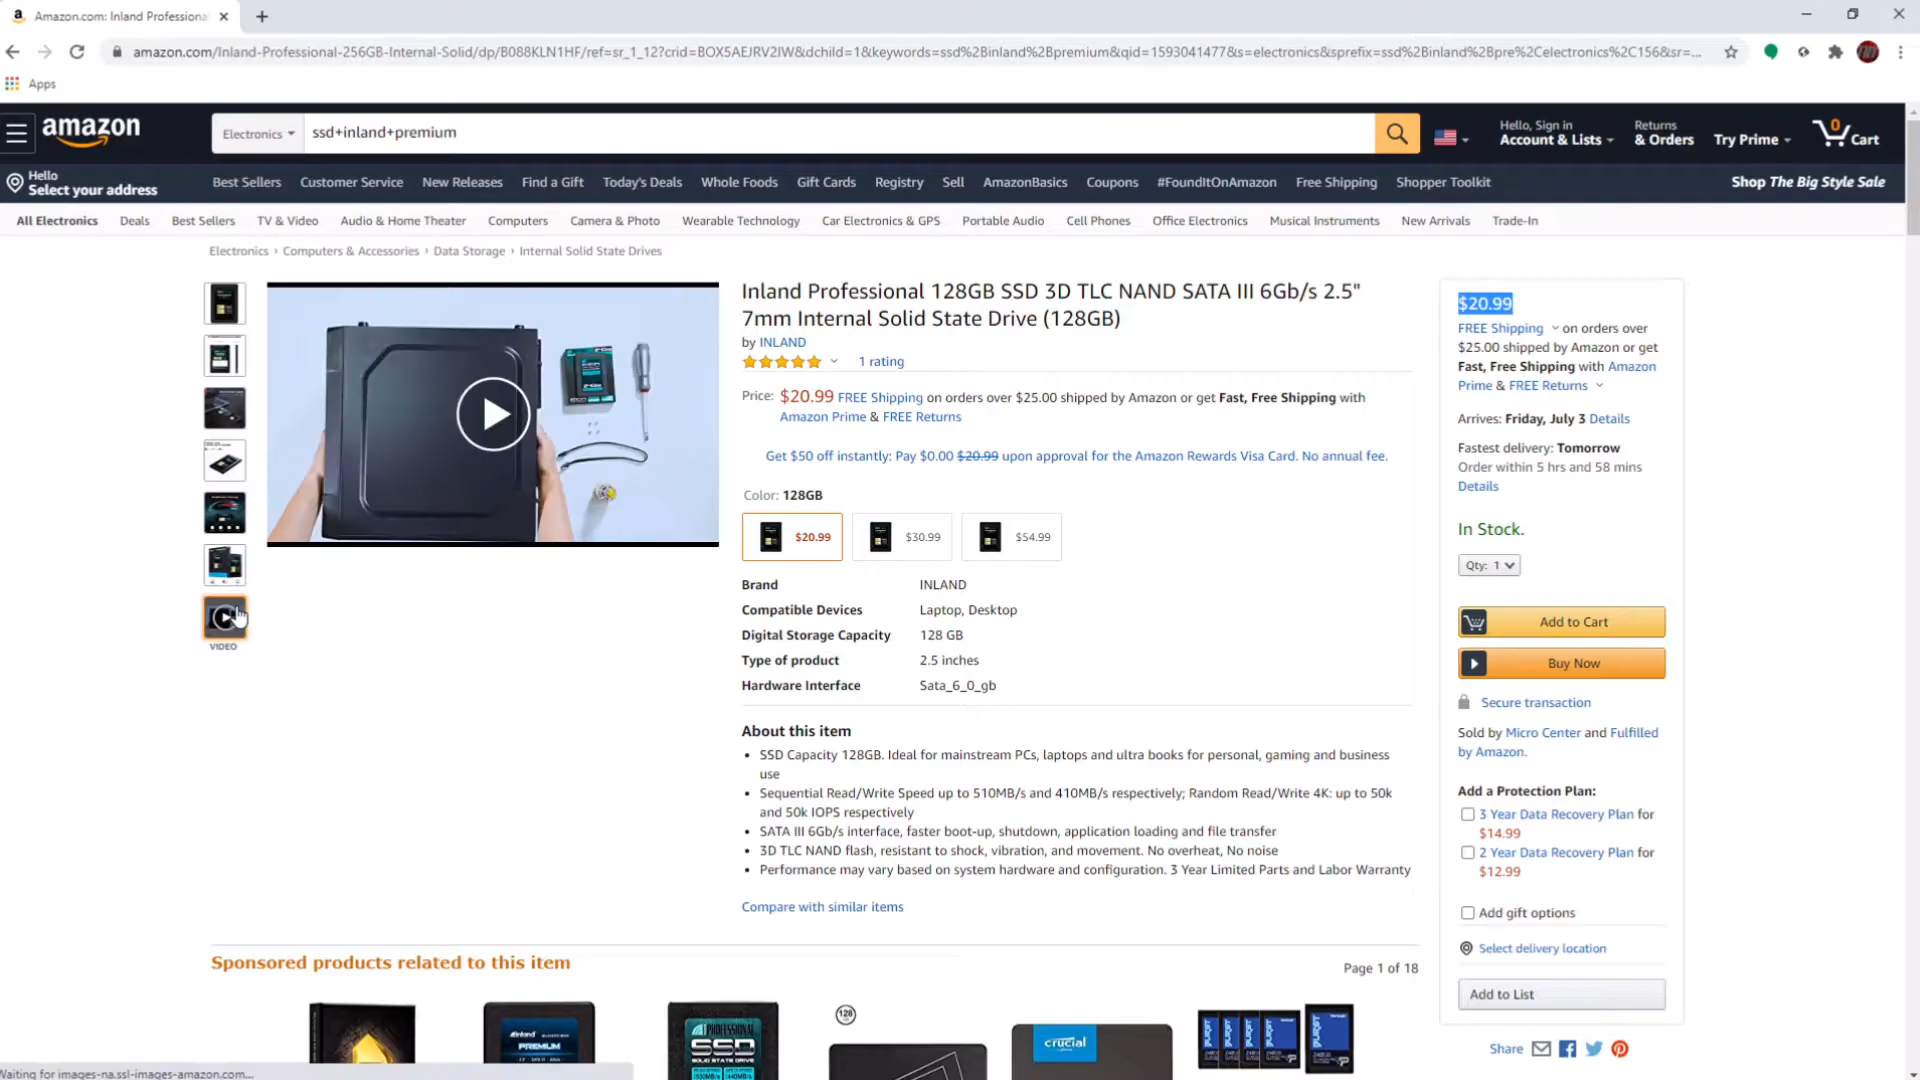 Amazon.com: Inland Professiona
amazon.com/Inland-Professional-256GB-Internal-Solid/dp/B088KLN1HF/ref=sr_1_12?crid=BOX5AEJRV2IW&dchild=1&keywords=ssd%2Binland%2Bpremium&qid=1593041477&s=electronics&sprefix=ssd%2Binland%2Bpre%2Celectronics%2C156&sr=...
Apps
amazon
Electronics
ssd+inland+premium
Hello, Sign in
Account & Lists
Returns
& Orders
Try Prime
0
Cart
Hello
Select your address
Best Sellers Customer Service New Releases Find a Gift Today's Deals Whole Foods Gift Cards Registry Sell AmazonBasics Coupons #FoundItOnAmazon Free Shipping Shopper Toolkit
Shop The Big Style Sale
All Electronics Deals Best Sellers TV & Video Audio & Home Theater Computers Camera & Photo Wearable Technology Car Electronics & GPS Portable Audio Cell Phones Office Electronics Musical Instruments New Arrivals Trade-In
Electronics › Computers & Accessories › Data Storage › Internal Solid State Drives
VIDEO
Inland Professional 128GB SSD 3D TLC NAND SATA III 6Gb/s 2.5"
7mm Internal Solid State Drive (128GB)
by INLAND
1 rating
Price: $20.99 FREE Shipping on orders over $25.00 shipped by Amazon or get Fast, Free Shipping with
Amazon Prime & FREE Returns
Get $50 off instantly: Pay $0.00 $20.99 upon approval for the Amazon Rewards Visa Card. No annual fee.
Color: 128GB
$20.99
$30.99
$54.99
Brand INLAND
Compatible Devices Laptop, Desktop
Digital Storage Capacity 128 GB
Type of product 2.5 inches
Hardware Interface Sata_6_0_gb
About this item
• SSD Capacity 128GB. Ideal for mainstream PCs, laptops and ultra books for personal, gaming and business
use
• Sequential Read/Write Speed up to 510MB/s and 410MB/s respectively; Random Read/Write 4K: up to 50k
and 50k IOPS respectively
• SATA III 6Gb/s interface, faster boot-up, shutdown, application loading and file transfer
• 3D TLC NAND flash, resistant to shock, vibration, and movement. No overheat, No noise
• Performance may vary based on system hardware and configuration. 3 Year Limited Parts and Labor Warranty
Compare with similar items
$20.99
FREE Shipping on orders over
$25.00 shipped by Amazon or get
Fast, Free Shipping with Amazon
Prime & FREE Returns
Arrives: Friday, July 3 Details
Fastest delivery: Tomorrow
Order within 5 hrs and 58 mins
Details
In Stock.
Qty: 1
Add to Cart
Buy Now
Secure transaction
Sold by Micro Center and Fulfilled
by Amazon.
Add a Protection Plan:
3 Year Data Recovery Plan for
$14.99
2 Year Data Recovery Plan for
$12.99
Add gift options
Select delivery location
Add to List
Share
Sponsored products related to this item
Page 1 of 18
inland
PREMIUM
PROFESSIONAL
SSD
SOLID STATE DRIVE
128
crucial
BURST
Waiting for images-na.ssl-images-amazon.com...